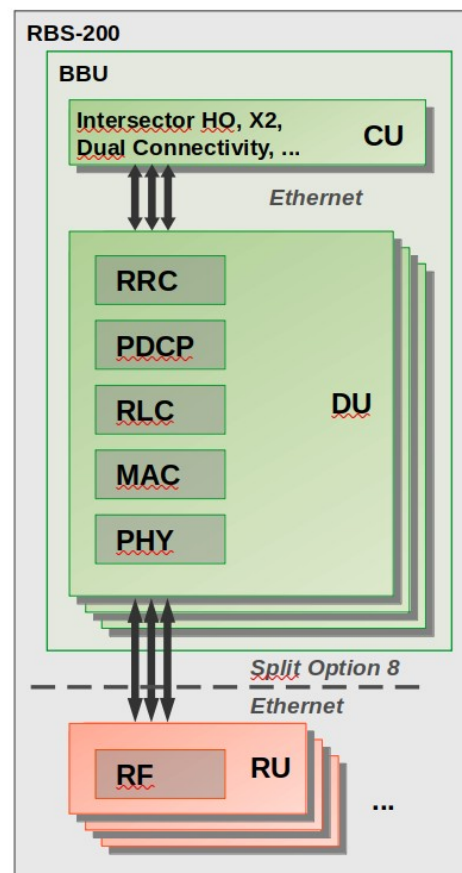 RBS-200
BBU
Intersector HO, X2,
Dual Connectivity, ...
CU
Ethernet
RRC
PDCP
RLC
DU
MAC
PHY
Split Option 8
Ethernet
RF
RU
...